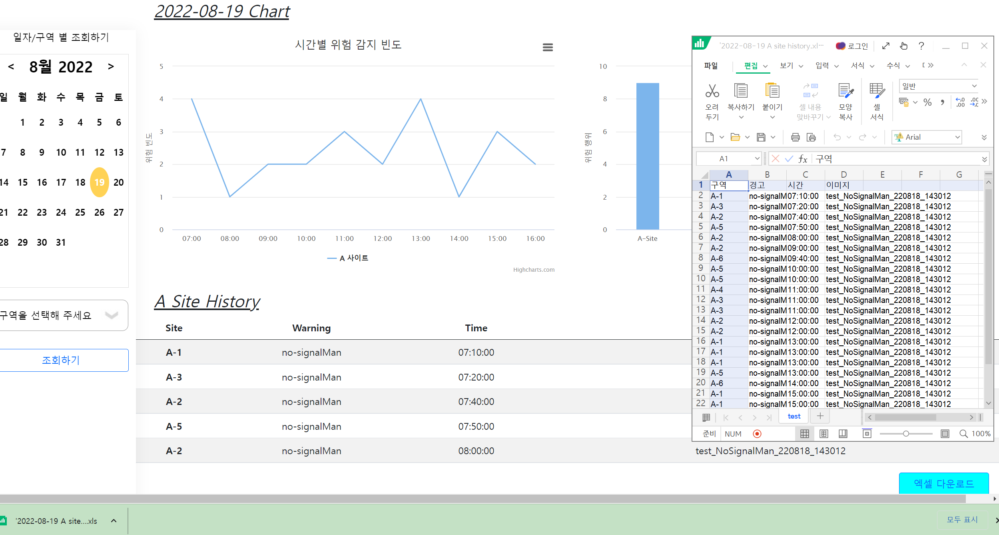 2022-08-19 Chart
일자/구역 별 조회하기
< 8월 2022 >
일 월 화 수 목 금 토
1 2 3 4 5 6
7 8 9 10 11 12 13
14 15 16 17 18 19 20
21 22 23 24 25 26 27
28 29 30 31
구역을 선택해 주세요
조회하기
시간별 위험 감지 빈도
위험 빈도
5
4
3
2
1
0
07:00 08:00 09:00 10:00 11:00 12:00 13:00 14:00 15:00 16:00
A 사이트
Highcharts.com
위험 행위
10
8
6
4
2
0
A-Site
A Site History
Site Warning Time
A-1 no-signalMan 07:10:00
A-3 no-signalMan 07:20:00
A-2 no-signalMan 07:40:00
A-5 no-signalMan 07:50:00
A-2 no-signalMan 08:00:00 test_NoSignalMan_220818_143012
엑셀 다운로드
'2022-08-19 A site history.xl… 로그인 ?
파일 편집 보기 입력 서식 수식
오려 두기 복사하기 붙이기 셀 내용 맞바꾸기 모양 복사 셀 서식
일반
% , ←.0 .00 .00 →.0
Arial
A1 fx 구역
A B C D E F G
1 구역 경고 시간 이미지
2 A-1 no-signalM 07:10:00 test_NoSignalMan_220818_143012
3 A-3 no-signalM 07:20:00 test_NoSignalMan_220818_143012
4 A-2 no-signalM 07:40:00 test_NoSignalMan_220818_143012
5 A-5 no-signalM 07:50:00 test_NoSignalMan_220818_143012
6 A-2 no-signalM 08:00:00 test_NoSignalMan_220818_143012
7 A-2 no-signalM 09:00:00 test_NoSignalMan_220818_143012
8 A-6 no-signalM 09:40:00 test_NoSignalMan_220818_143012
9 A-5 no-signalM 10:00:00 test_NoSignalMan_220818_143012
10 A-5 no-signalM 10:00:00 test_NoSignalMan_220818_143012
11 A-4 no-signalM 11:00:00 test_NoSignalMan_220818_143012
12 A-3 no-signalM 11:00:00 test_NoSignalMan_220818_143012
13 A-3 no-signalM 11:00:00 test_NoSignalMan_220818_143012
14 A-2 no-signalM 12:00:00 test_NoSignalMan_220818_143012
15 A-2 no-signalM 12:00:00 test_NoSignalMan_220818_143012
16 A-1 no-signalM 13:00:00 test_NoSignalMan_220818_143012
17 A-1 no-signalM 13:00:00 test_NoSignalMan_220818_143012
18 A-1 no-signalM 13:00:00 test_NoSignalMan_220818_143012
19 A-5 no-signalM 13:00:00 test_NoSignalMan_220818_143012
20 A-6 no-signalM 14:00:00 test_NoSignalMan_220818_143012
21 A-1 no-signalM 15:00:00 test_NoSignalMan_220818_143012
22 A-1 no-signalM 15:00:00 test_NoSignalMan_220818_143012
test
준비 NUM 100%
'2022-08-19 A site....xls
모두 표시